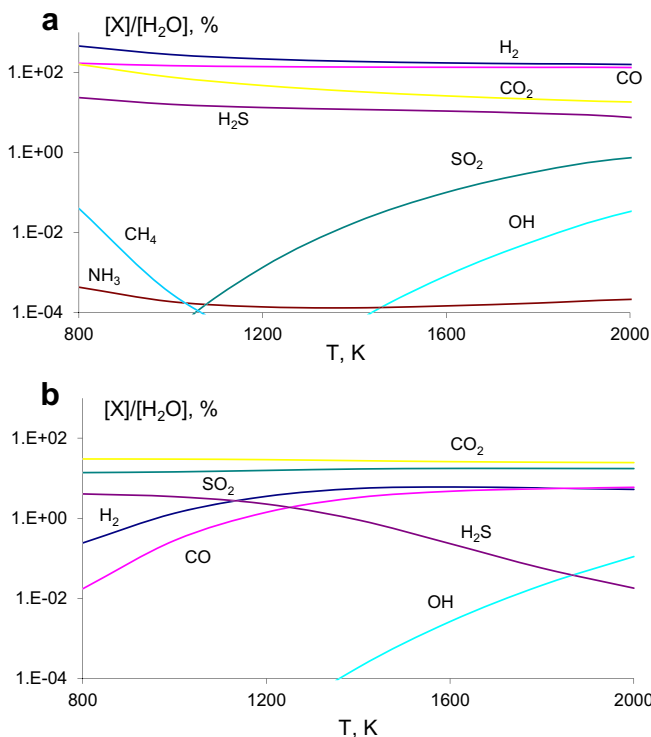 a
[X]/[H₂O], %
H₂
1.E+02
CO
CO₂
H₂S
1.E+00
SO₂
CH₄
OH
1.E-02
NH₃
1.E-04
800 1200 1600 2000
T, K
b
[X]/[H₂O], %
1.E+02
CO₂
SO₂
1.E+00
H₂
H₂S
CO
1.E-02
OH
1.E-04
800 1200 1600 2000
T, K